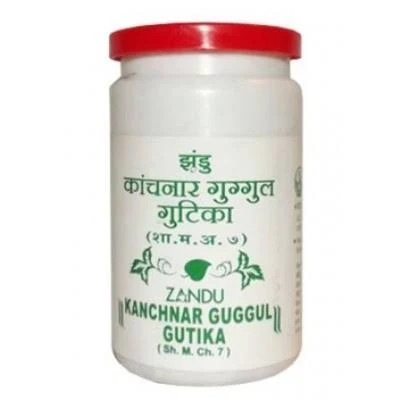 झंडु
कांचनार गुग्गुल
गुटिका
(शा.म.अ.७)
ZANDU
KANCHNAR GUGGUL
GUTIKA
(Sh. M. Ch. 7)